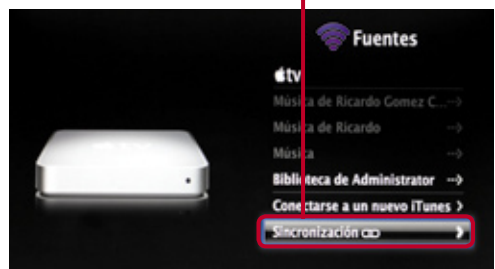 Fuentes
tv
Música de Ricardo Gomez C...
Música de Ricardo
Música
Biblioteca de Administrator
Conectarse a un nuevo iTunes >
Sincronización >